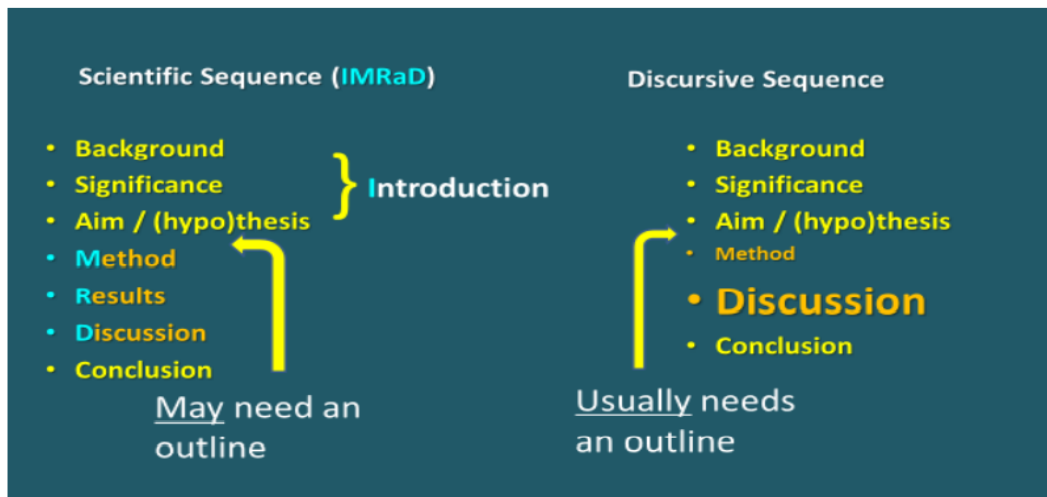 Scientific Sequence (IMRaD)
• Background
• Significance
• Aim / (hypo)thesis
• Method
• Results
• Discussion
• Conclusion
} Introduction
May need an
outline
Discursive Sequence
• Background
• Significance
• Aim / (hypo)thesis
• Method
• Discussion
• Conclusion
Usually needs
an outline